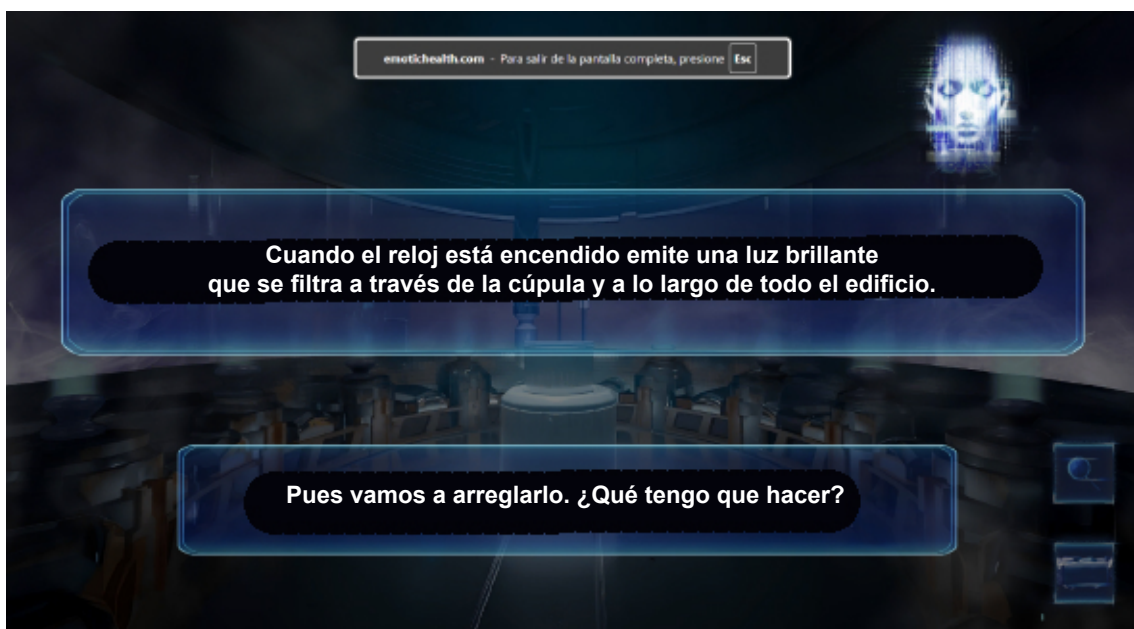 emotichealth.com - Para salir de la pantalla completa, presione Esc
Cuando el reloj está encendido emite una luz brillante
que se filtra a través de la cúpula y a lo largo de todo el edificio.
Pues vamos a arreglarlo. ¿Qué tengo que hacer?